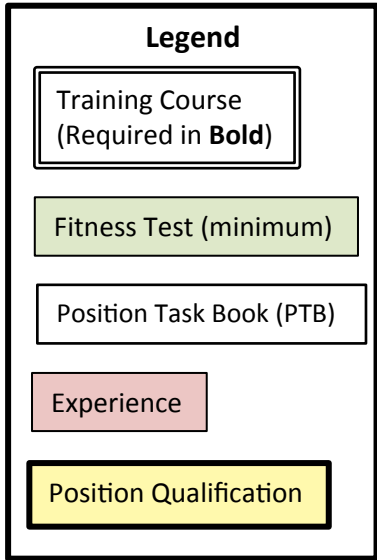 Legend
Training Course
(Required in Bold)
Fitness Test (minimum)
Position Task Book (PTB)
Experience
Position Qualification